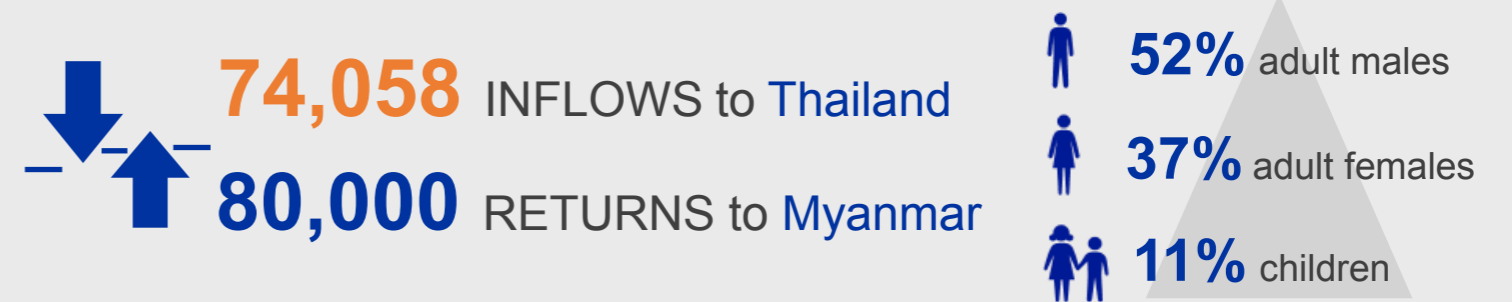 74,058 INFLOWS to Thailand
80,000 RETURNS to Myanmar
52% adult males
37% adult females
11% children